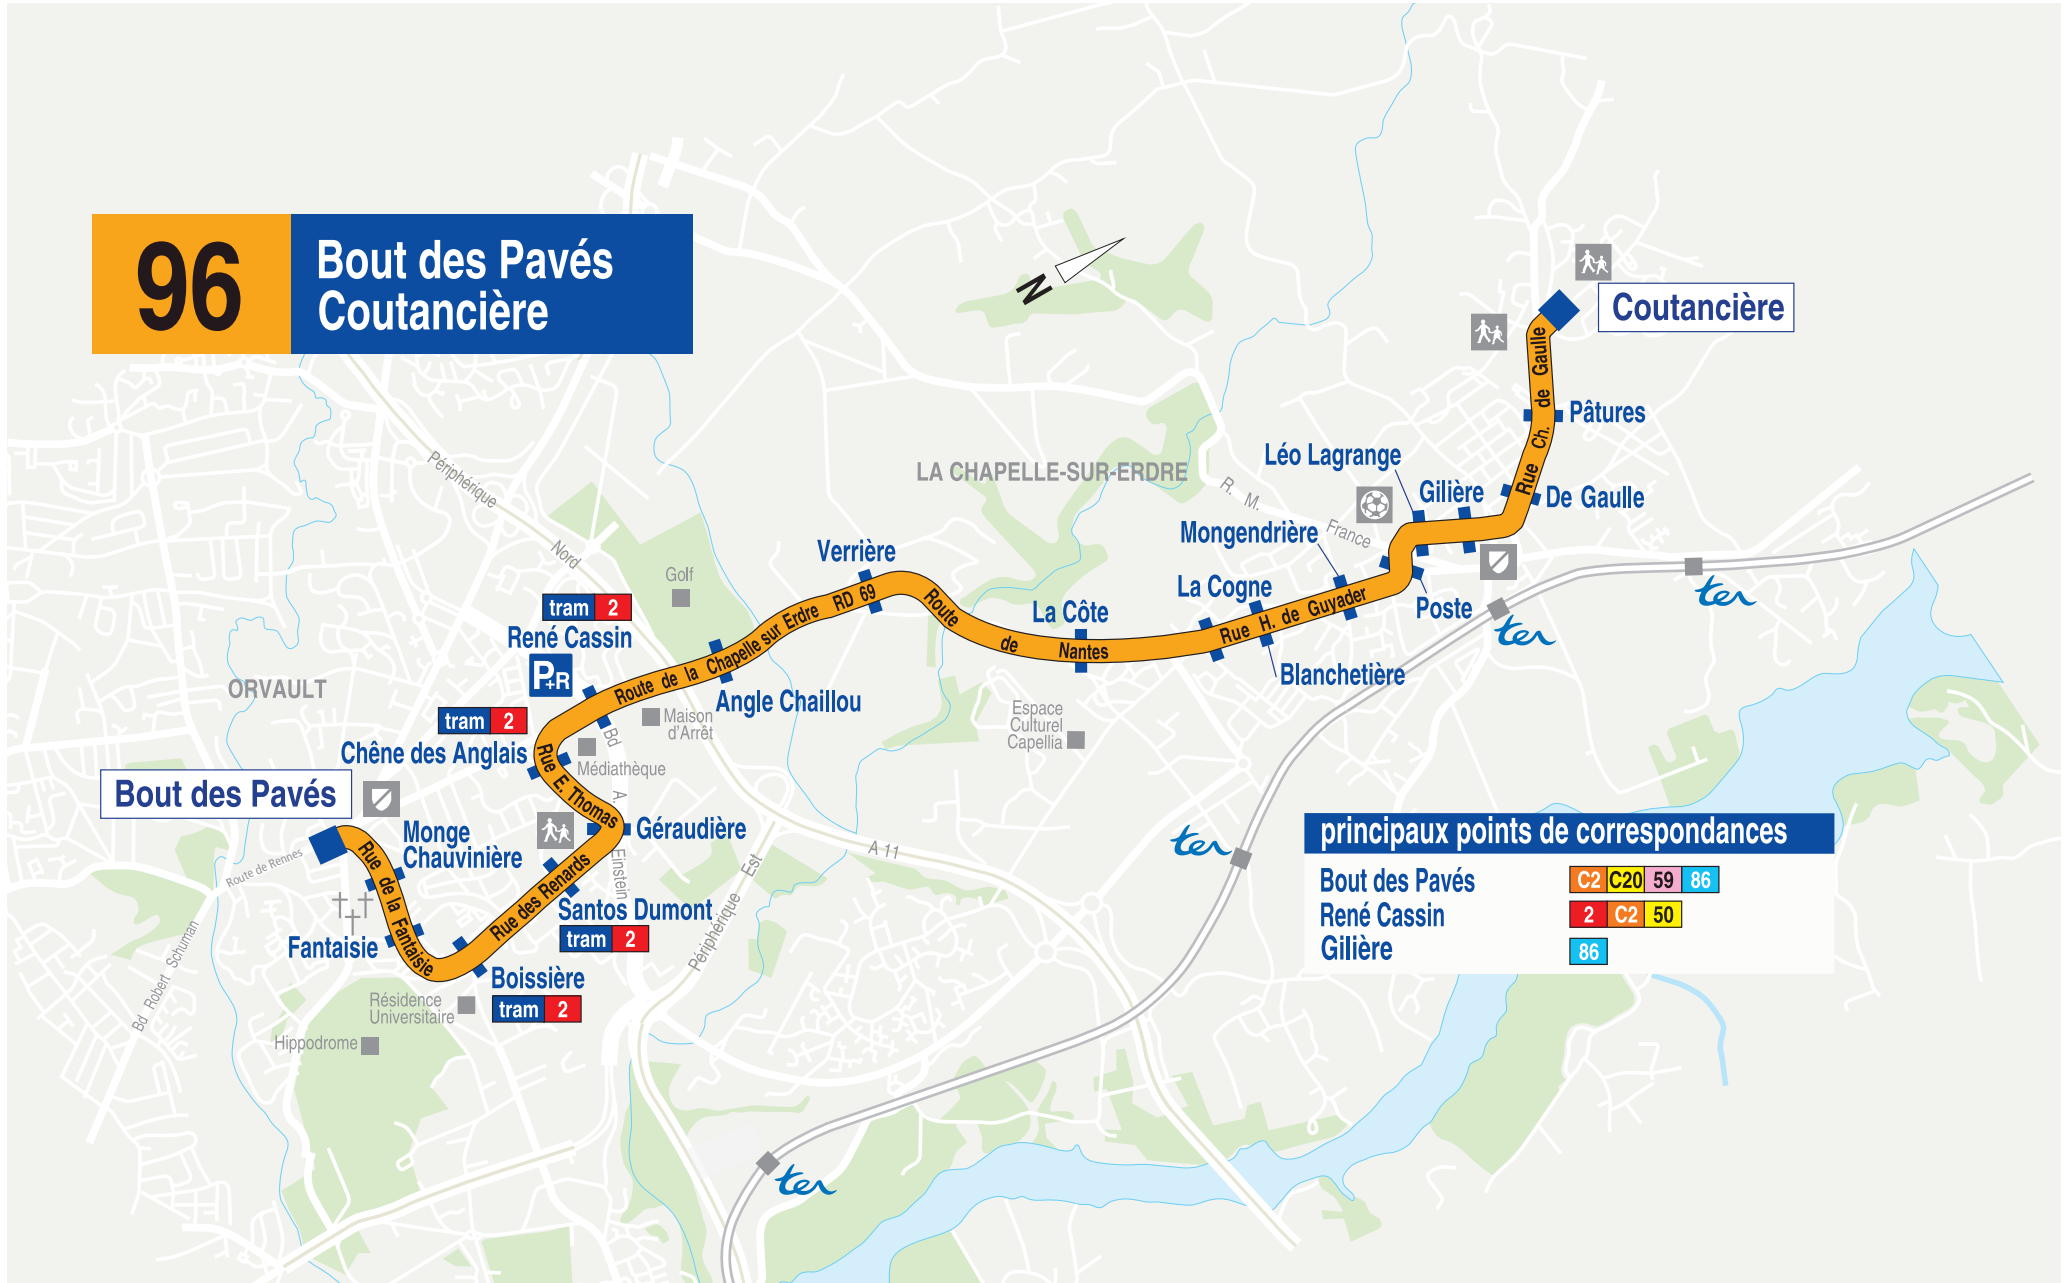 96
Bout des Pavés
Coutancière
N
Coutancière
Pâtures
De Gaulle
Rue Ch. de Gaulle
Léo Lagrange
Gilière
Mongendrière
La Cogne
Poste
Blanchetière
Rue H. de Guyader
R. M. France
LA CHAPELLE-SUR-ERDRE
La Côte
Route de Nantes
Verrière
Route de la Chapelle sur Erdre RD 69
Angle Chaillou
Espace
Culturel
Capellia
Périphérique Nord
Golf
tram 2
René Cassin
P+R
Maison
d'Arrêt
ORVAULT
tram 2
Chêne des Anglais
Médiathèque
Bd A. Einstein
Rue E. Thomas
Géraudière
Bout des Pavés
Monge
Chauvinière
Route de Rennes
Rue de la Fantaisie
Rue des Renards
Santos Dumont
tram 2
Fantaisie
Boissière
tram 2
Résidence
Universitaire
Hippodrome
Bd Robert Schuman
Périphérique Est
A 11
ter
ter
ter
ter
principaux points de correspondances
Bout des Pavés C2 C20 59 86
René Cassin 2 C2 50
Gilière 86